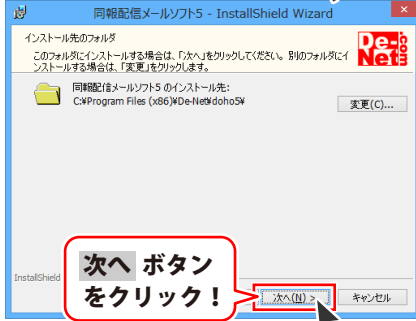 同報配信メールソフト5 - InstallShield Wizard
インストール先のフォルダ
このフォルダにインストールする場合は、「次へ」をクリックしてください。別のフォルダにイ
ンストールする場合は、「変更」をクリックします。
De-Net
同報配信メールソフト5 のインストール先:
C:¥Program Files (x86)¥De-Net¥doho5¥
変更(C)...
InstallShield
次へ ボタン
をクリック!
次へ(N) >
キャンセル